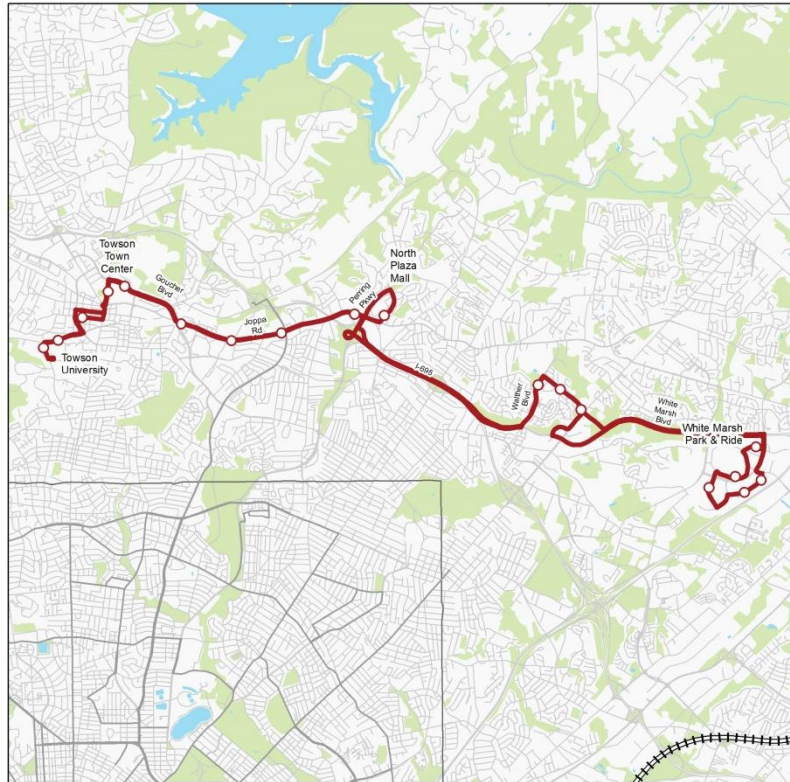 Towson
Town
Center
Goucher
Blvd
Joppa
Rd
Towson
University
Perring
Pkwy
North
Plaza
Mall
I-695
Walther
Blvd
White
Marsh
Blvd
White Marsh
Park & Ride